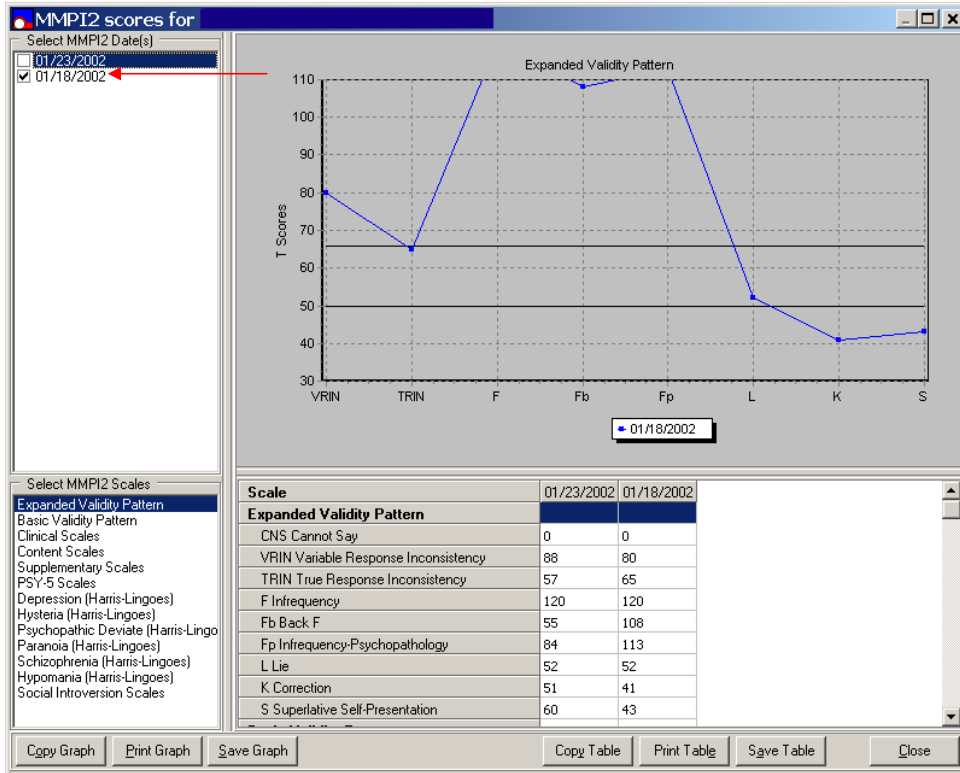 MMPI2 scores for
Select MMPI2 Date(s)
01/23/2002
01/18/2002
Expanded Validity Pattern
T Scores
110
100
90
80
70
60
50
40
30
VRIN TRIN F Fb Fp L K S
01/18/2002
Select MMPI2 Scales
Expanded Validity Pattern
Basic Validity Pattern
Clinical Scales
Content Scales
Supplementary Scales
PSY-5 Scales
Depression (Harris-Lingoes)
Hysteria (Harris-Lingoes)
Psychopathic Deviate (Harris-Lingo
Paranoia (Harris-Lingoes)
Schizophrenia (Harris-Lingoes)
Hypomania (Harris-Lingoes)
Social Introversion Scales
Scale 01/23/2002 01/18/2002
Expanded Validity Pattern
CNS Cannot Say 0 0
VRIN Variable Response Inconsistency 88 80
TRIN True Response Inconsistency 57 65
F Infrequency 120 120
Fb Back F 55 108
Fp Infrequency-Psychopathology 84 113
L Lie 52 52
K Correction 51 41
S Superlative Self-Presentation 60 43
Copy Graph Print Graph Save Graph Copy Table Print Table Save Table Close